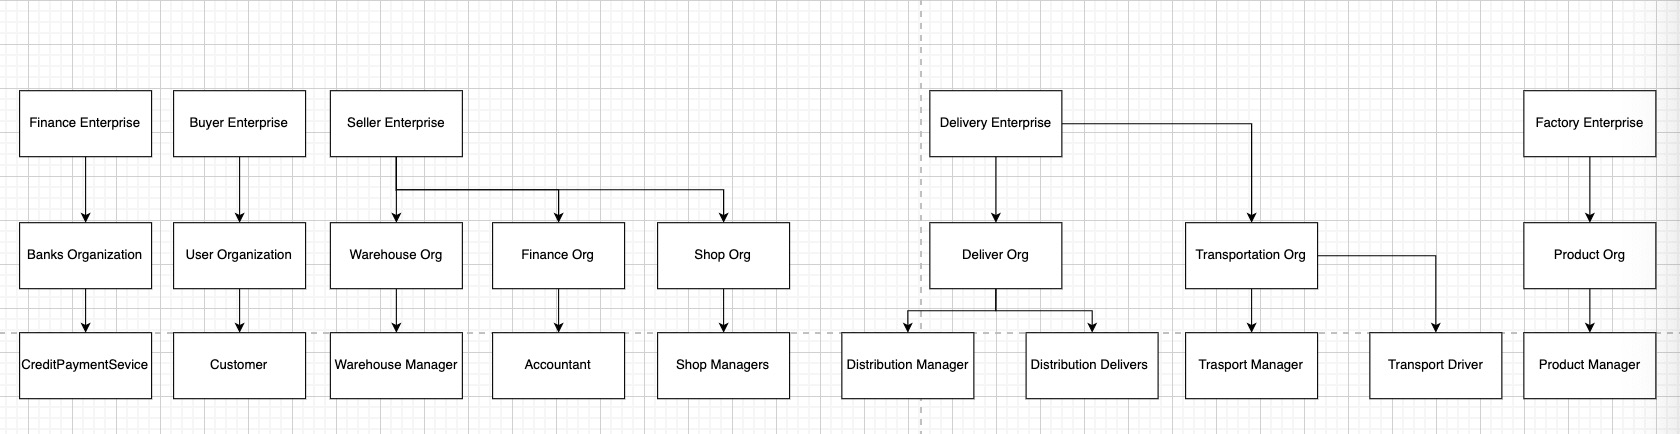 Finance Enterprise
Buyer Enterprise
Seller Enterprise
Delivery Enterprise
Factory Enterprise
Banks Organization
User Organization
Warehouse Org
Finance Org
Shop Org
Deliver Org
Transportation Org
Product Org
CreditPaymentSevice
Customer
Warehouse Manager
Accountant
Shop Managers
Distribution Manager
Distribution Delivers
Trasport Manager
Transport Driver
Product Manager